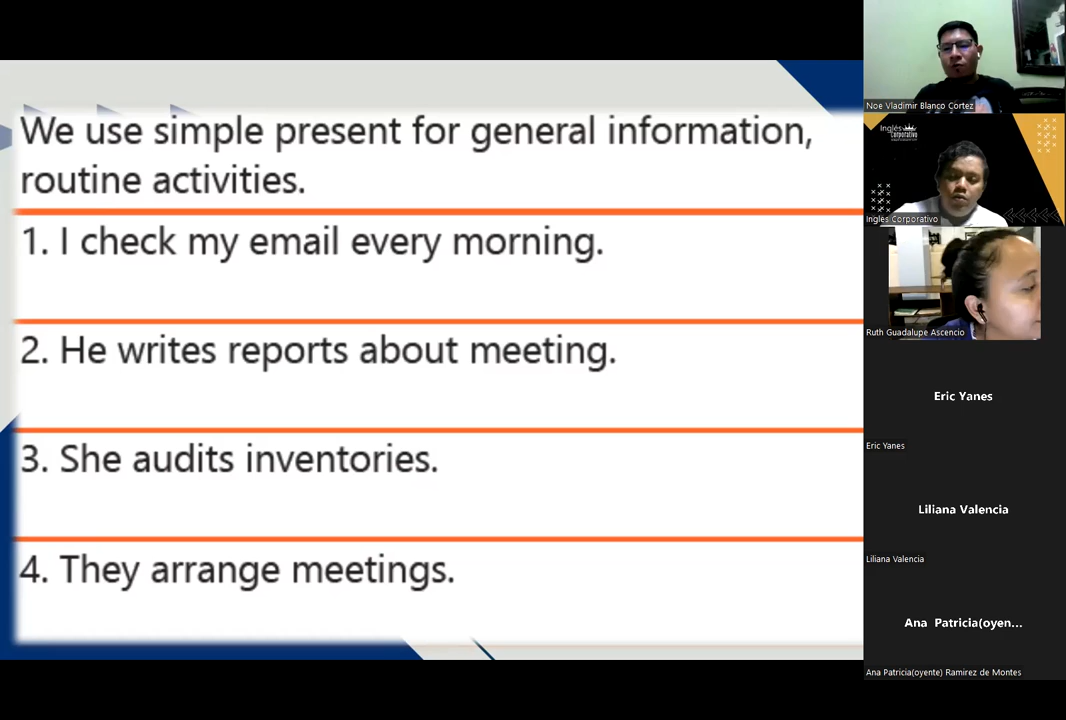 We use simple present for general information,
routine activities.
1. I check my email every morning.
2. He writes reports about meeting.
3. She audits inventories.
4. They arrange meetings.
Noe Vladimir Blanco Cortez
Inglés
Corporativo
Inglés Corporativo
Ruth Guadalupe Ascencio
Eric Yanes
Eric Yanes
Liliana Valencia
Liliana Valencia
Ana Patricia(oyen...
Ana Patricia(oyente) Ramirez de Montes